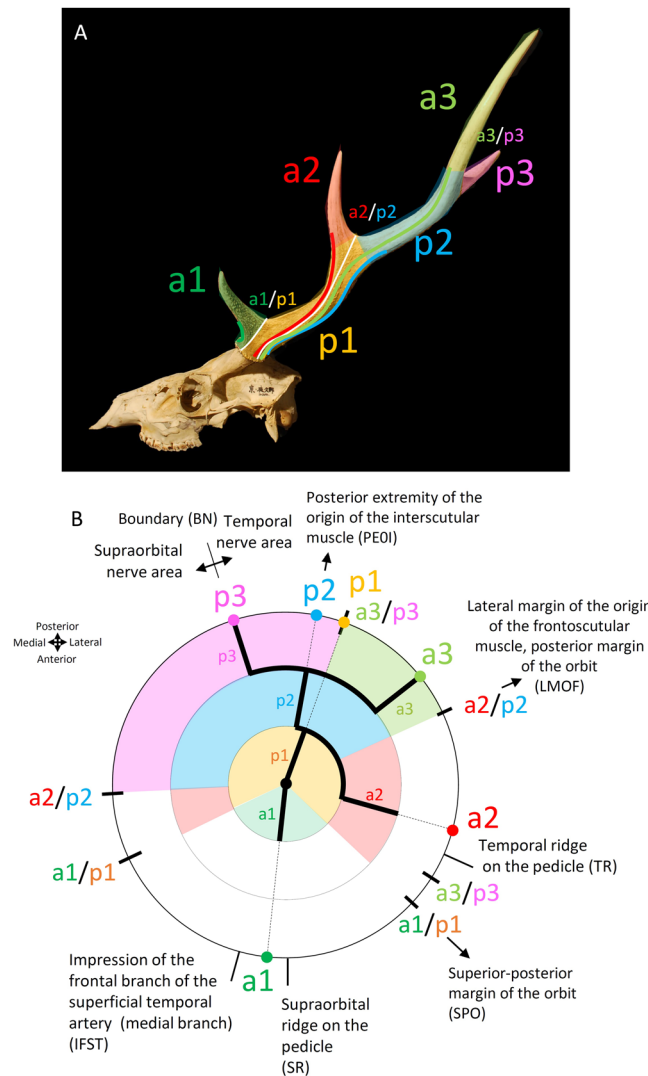 A
a3
a3/p3
p3
a2
a2/p2
p2
a1
a1/p1
p1
B
Boundary (BN)
Temporal
nerve area
Supraorbital
nerve area
Posterior extremity of the
origin of the interscutular
muscle (PE0I)
p3
p2
p1
a3/p3
Posterior
Medial
Lateral
Anterior
Lateral margin of the origin
of the frontoscutular
muscle, posterior margin
of the orbit
(LMOF)
a3
a2/p2
p3
p2
a3
p1
a2
a1
a2/p2
a2
Temporal ridge
on the pedicle (TR)
a1/p1
a3/p3
a1/p1
Superior-posterior
margin of the orbit
(SPO)
a1
Impression of the
frontal branch of the
superficial temporal
artery (medial branch)
(IFST)
Supraorbital
ridge on the
pedicle
(SR)